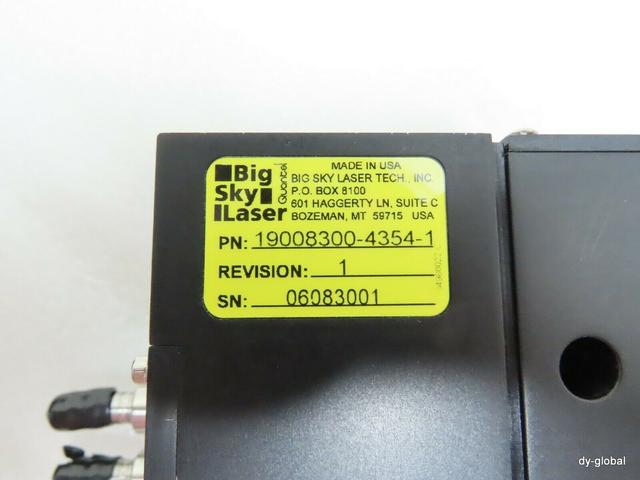 Big
Sky
Laser
Quantel
MADE IN USA
BIG SKY LASER TECH., INC.
P.O. BOX 8100
601 HAGGERTY LN, SUITE C
BOZEMAN, MT 59715 USA
PN: 19008300-4354-1
REVISION: 1
SN: 06083001
dy-global